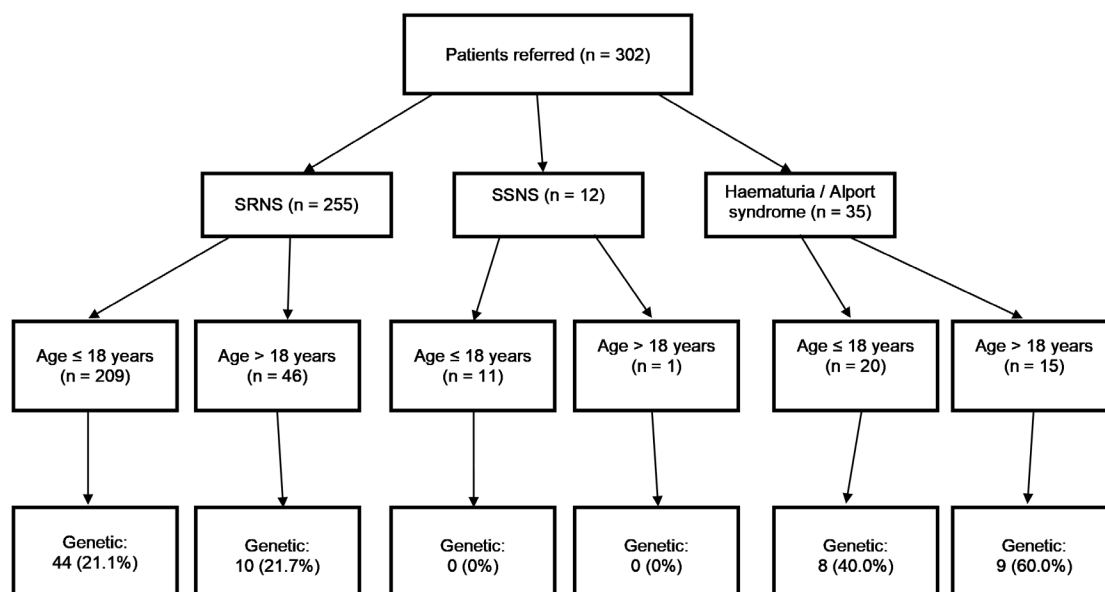 Patients referred (n = 302)
SRNS (n = 255)
SSNS (n = 12)
Haematuria / Alport
syndrome (n = 35)
Age ≤ 18 years
(n = 209)
Age > 18 years
(n = 46)
Age ≤ 18 years
(n = 11)
Age > 18 years
(n = 1)
Age ≤ 18 years
(n = 20)
Age > 18 years
(n = 15)
Genetic:
44 (21.1%)
Genetic:
10 (21.7%)
Genetic:
0 (0%)
Genetic:
0 (0%)
Genetic:
8 (40.0%)
Genetic:
9 (60.0%)